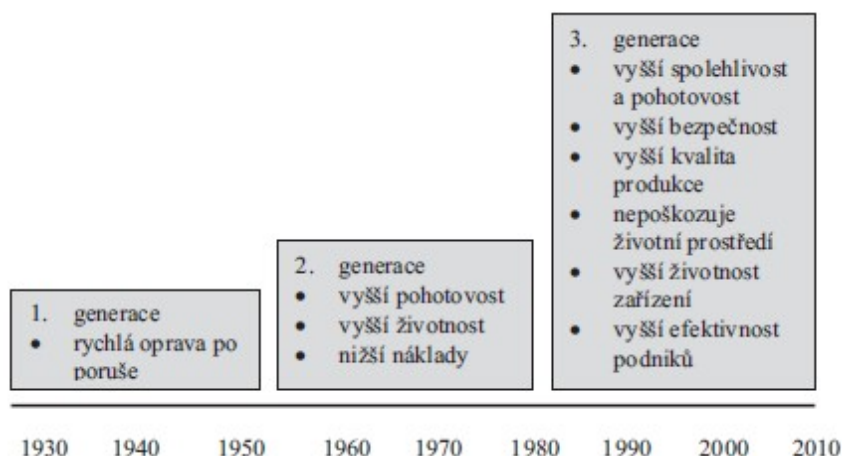 1. generace
• rychlá oprava po
poruše
2. generace
• vyšší pohotovost
• vyšší životnost
• nižší náklady
3. generace
• vyšší spolehlivost
a pohotovost
• vyšší bezpečnost
• vyšší kvalita
produkce
• nepoškozuje
životní prostředí
• vyšší životnost
zařízení
• vyšší efektivnost
podniků
1930 1940 1950 1960 1970 1980 1990 2000 2010